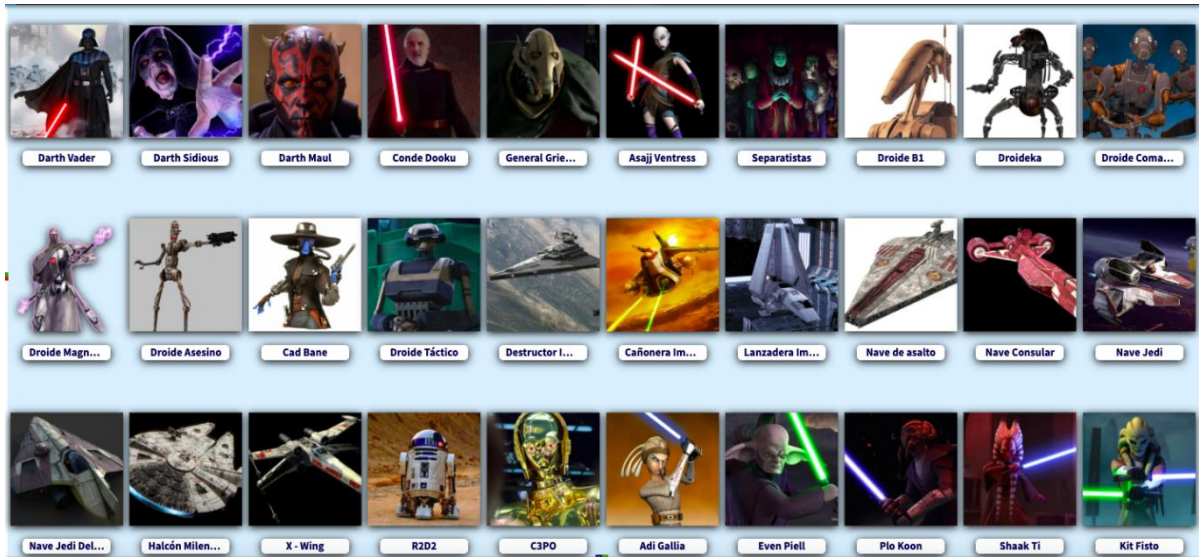 Darth Vader
Darth Sidious
Darth Maul
Conde Dooku
General Grie...
Asajj Ventress
Separatistas
Droide B1
Droideka
Droide Coma...
Droide Magn...
Droide Asesino
Cad Bane
Droide Táctico
Destructor I...
Cañonera Im...
Lanzadera Im...
Nave de asalto
Nave Consular
Nave Jedi
Nave Jedi Del...
Halcón Milen...
X - Wing
R2D2
C3PO
Adi Gallia
Even Piell
Plo Koon
Shaak Ti
Kit Fisto